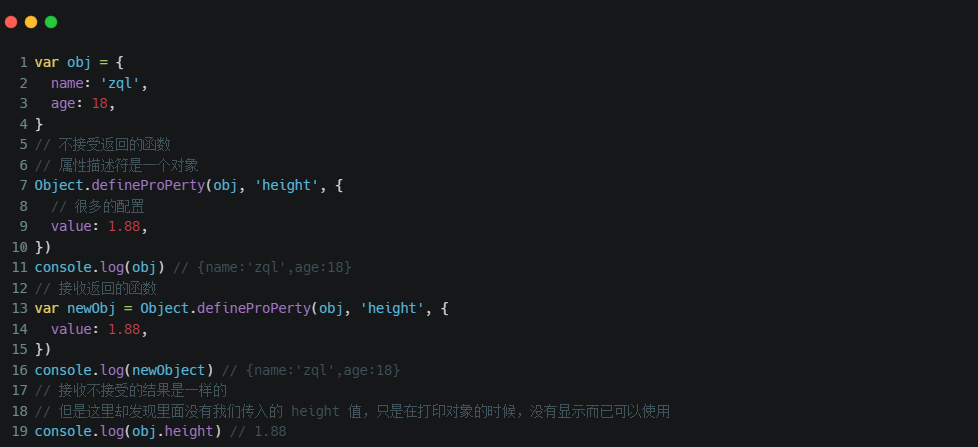 1 var obj = {
2 name: 'zql',
3 age: 18,
4 }
5 // 不接受返回的函数
6 // 属性描述符是一个对象
7 Object.defineProPerty(obj, 'height', {
8 // 很多的配置
9 value: 1.88,
10 })
11 console.log(obj) // {name:'zql',age:18}
12 // 接收返回的函数
13 var newObj = Object.defineProPerty(obj, 'height', {
14 value: 1.88,
15 })
16 console.log(newObject) // {name:'zql',age:18}
17 // 接收不接受的结果是一样的
18 // 但是这里却发现里面没有我们传入的 height 值，只是在打印对象的时候，没有显示而已可以使用
19 console.log(obj.height) // 1.88